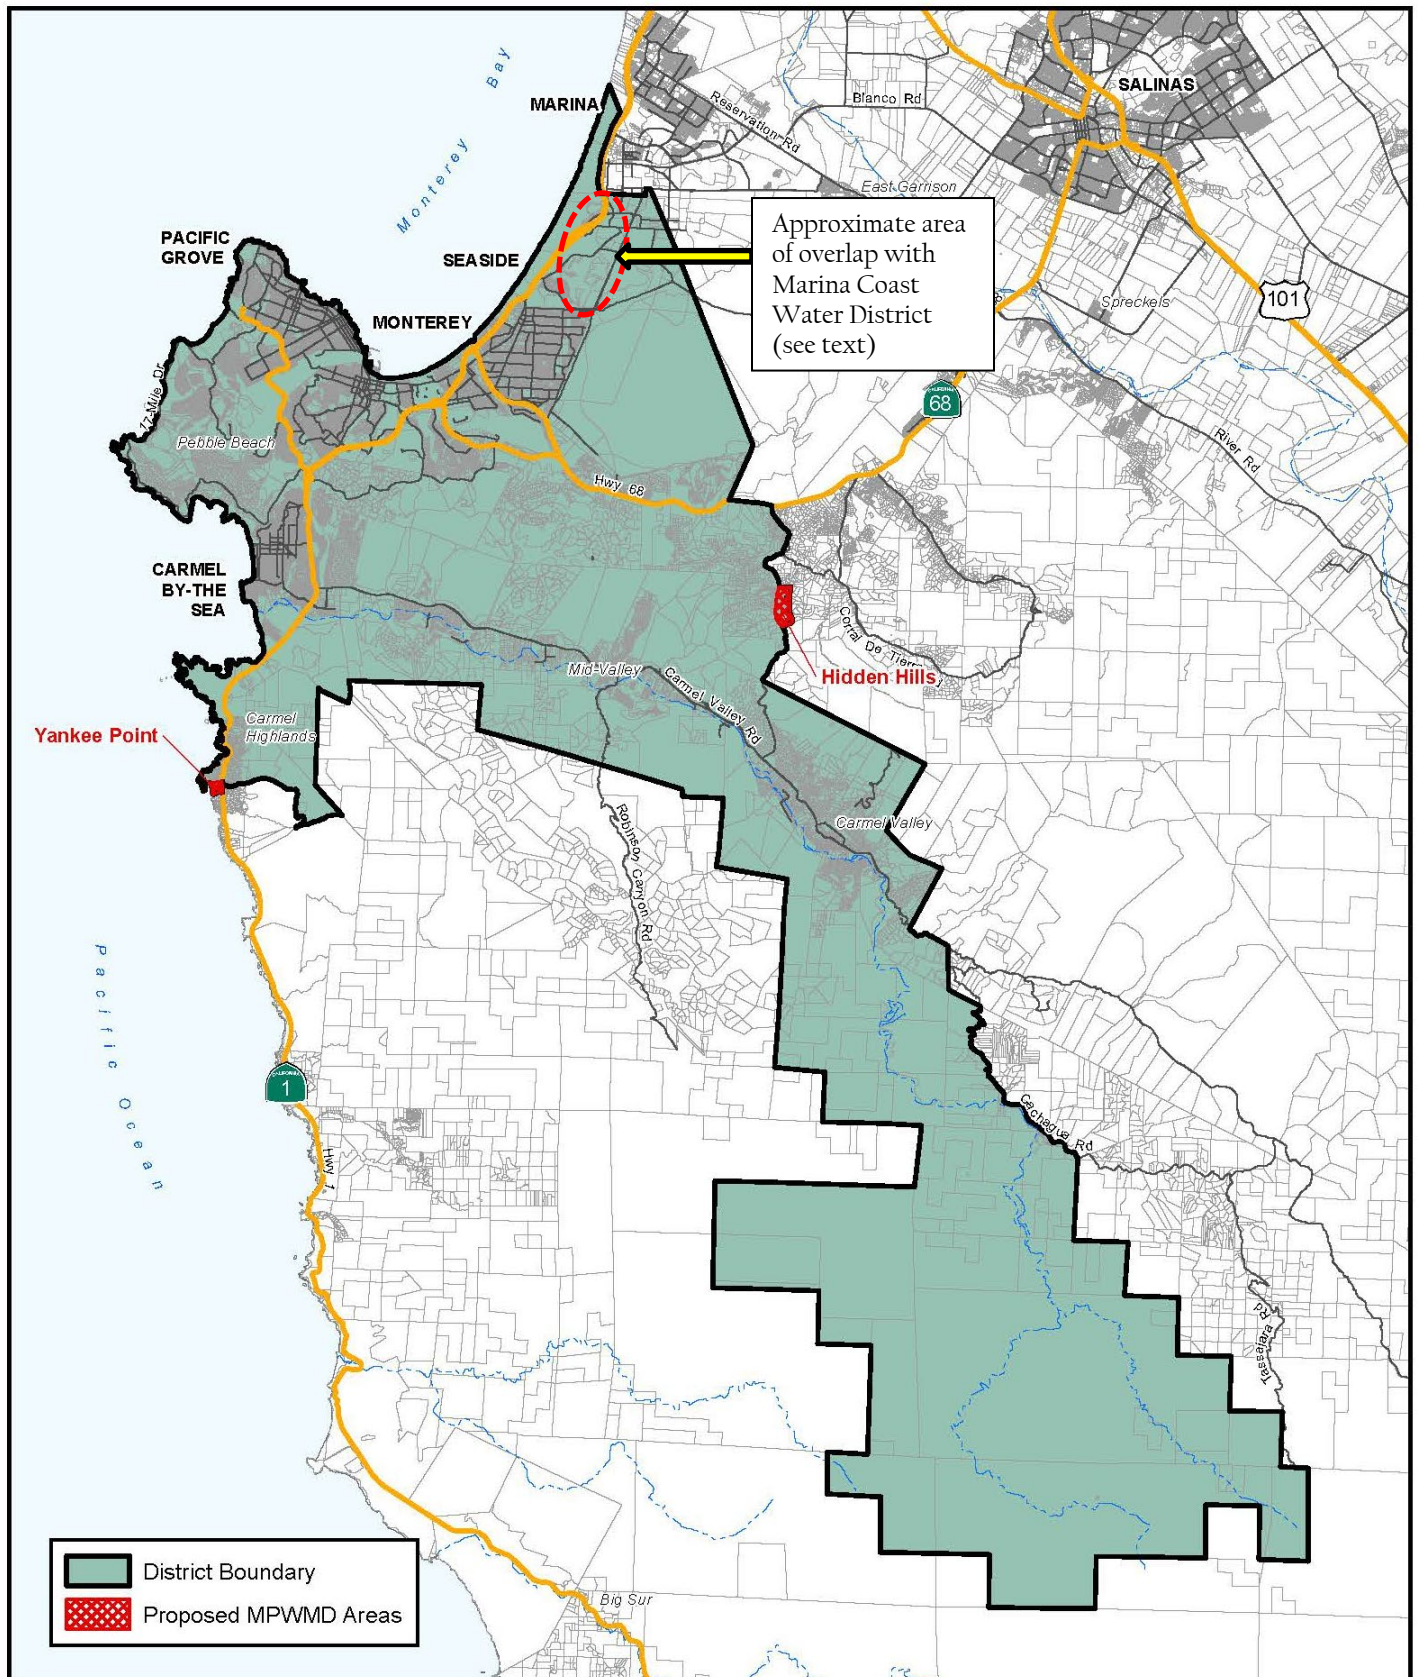 Monterey Bay
MARINA
SALINAS
Blanco Rd
Reservation Rd
East Garrison
PACIFIC
GROVE
SEASIDE
Approximate area
of overlap with
Marina Coast
Water District
(see text)
101
Spreckels
MONTEREY
17-Mile Dr
CALIFORNIA
68
Pebble Beach
River Rd
Hwy 68
CARMEL
BY-THE
SEA
Corral De Tierra
Mid-Valley
Hidden Hills
Carmel Valley Rd
Carmel
Highlands
Yankee Point
Robinson Canyon Rd
Carmel Valley
Pacific Ocean
CALIFORNIA
1
Cachagua Rd
Hwy 1
Tassajara Rd
District Boundary
Proposed MPWMD Areas
Big Sur